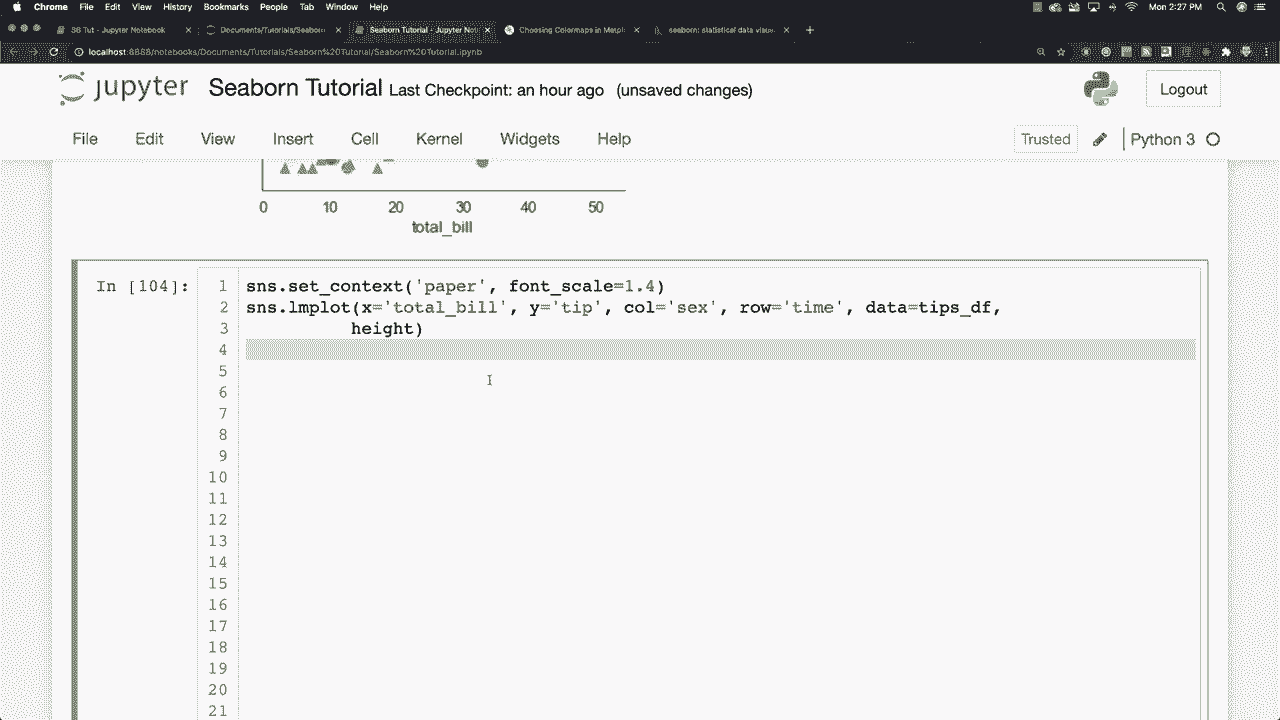 Chrome File Edit View History Bookmarks People Tab Window Help Mon 2:27 PM
S6 Tut - Jupyter Notebook
Documents/Tutorials/Seabor
Seaborn Tutorial - Jupyter Not
Choosing Colormaps in Matpl
seaborn: statistical data visua
localhost:8888/notebooks/Documents/Tutorials/Seaborn%20Tutorial/Seaborn%20Tutorial.ipynb
jupyter Seaborn Tutorial Last Checkpoint: an hour ago (unsaved changes) Logout
File Edit View Insert Cell Kernel Widgets Help Trusted Python 3
0 10 20 30 40 50
total_bill
In [104]: 1 sns.set_context('paper', font_scale=1.4)
2 sns.lmplot(x='total_bill', y='tip', col='sex', row='time', data=tips_df,
3 height)
4
5
6
7
8
9
10
11
12
13
14
15
16
17
18
19
20
21